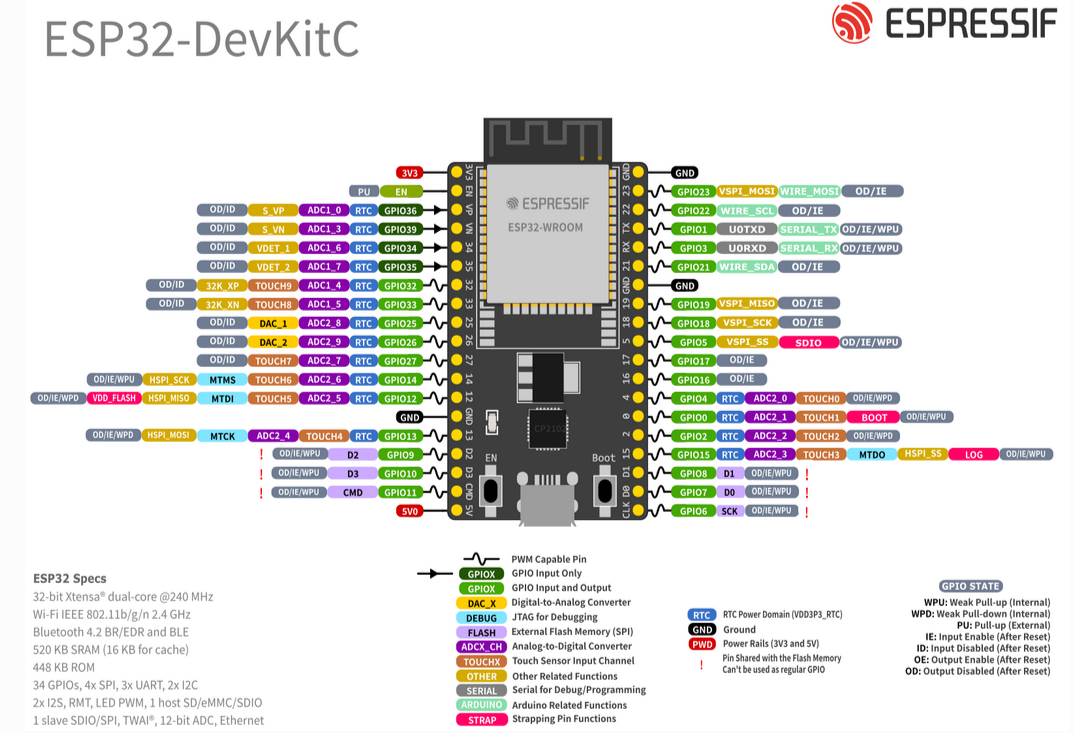 ESP32-DevKitC
ESPRESSIF
3V3
PU EN
OD/ID S_VP ADC1_0 RTC GPIO36
OD/ID S_VN ADC1_3 RTC GPIO39
OD/ID VDET_1 ADC1_6 RTC GPIO34
OD/ID VDET_2 ADC1_7 RTC GPIO35
OD/ID 32K_XP TOUCH9 ADC1_4 RTC GPIO32
OD/ID 32K_XN TOUCH8 ADC1_5 RTC GPIO33
OD/ID DAC_1 ADC2_8 RTC GPIO25
OD/ID DAC_2 ADC2_9 RTC GPIO26
OD/ID TOUCH7 ADC2_7 RTC GPIO27
OD/IE/WPU HSPI_SCK MTMS TOUCH6 ADC2_6 RTC GPIO14
OD/IE/WPD VDD_FLASH HSPI_MISO MTDI TOUCH5 ADC2_5 RTC GPIO12
GND
OD/IE/WPD HSPI_MOSI MTCK ADC2_4 TOUCH4 RTC GPIO13
! OD/IE/WPU D2 GPIO9
! OD/IE/WPU D3 GPIO10
! OD/IE/WPU CMD GPIO11
5V0
3V3
EN
VP
VN
34
35
32
33
25
26
27
14
12
GND
13
D2
D3
CMD
5V
ESPRESSIF
ESP32-WROOM
CP2102
EN
Boot
GND
23
22
TX
RX
21
GND
19
18
5
17
16
4
0
2
15
D1
D0
CLK
GND
GPIO23 VSPI_MOSI WIRE_MOSI OD/IE
GPIO22 WIRE_SCL OD/IE
GPIO1 U0TXD SERIAL_TX OD/IE/WPU
GPIO3 U0RXD SERIAL_RX OD/IE/WPU
GPIO21 WIRE_SDA OD/IE
GND
GPIO19 VSPI_MISO OD/IE
GPIO18 VSPI_SCK OD/IE
GPIO5 VSPI_SS SDIO OD/IE/WPU
GPIO17 OD/IE
GPIO16 OD/IE
GPIO4 RTC ADC2_0 TOUCH0 OD/IE/WPD
GPIO0 RTC ADC2_1 TOUCH1 BOOT OD/IE/WPU
GPIO2 RTC ADC2_2 TOUCH2 OD/IE/WPD
GPIO15 RTC ADC2_3 TOUCH3 MTDO HSPI_SS LOG OD/IE/WPU
GPIO8 D1 OD/IE/WPU !
GPIO7 D0 OD/IE/WPU !
GPIO6 SCK OD/IE/WPU !
ESP32 Specs
32-bit Xtensa® dual-core @240 MHz
Wi-Fi IEEE 802.11b/g/n 2.4 GHz
Bluetooth 4.2 BR/EDR and BLE
520 KB SRAM (16 KB for cache)
448 KB ROM
34 GPIOs, 4x SPI, 3x UART, 2x I2C
2x I2S, RMT, LED PWM, 1 host SD/eMMC/SDIO
1 slave SDIO/SPI, TWAI®, 12-bit ADC, Ethernet
PWM Capable Pin
GPIOX GPIO Input Only
GPIOX GPIO Input and Output
DAC_X Digital-to-Analog Converter
DEBUG JTAG for Debugging
FLASH External Flash Memory (SPI)
ADCX_CH Analog-to-Digital Converter
TOUCHX Touch Sensor Input Channel
OTHER Other Related Functions
SERIAL Serial for Debug/Programming
ARDUINO Arduino Related Functions
STRAP Strapping Pin Functions
RTC RTC Power Domain (VDD3P3_RTC)
GND Ground
PWD Power Rails (3V3 and 5V)
! Pin Shared with the Flash Memory
Can't be used as regular GPIO
GPIO STATE
WPU: Weak Pull-up (Internal)
WPD: Weak Pull-down (Internal)
PU: Pull-up (External)
IE: Input Enable (After Reset)
ID: Input Disabled (After Reset)
OE: Output Enable (After Reset)
OD: Output Disabled (After Reset)